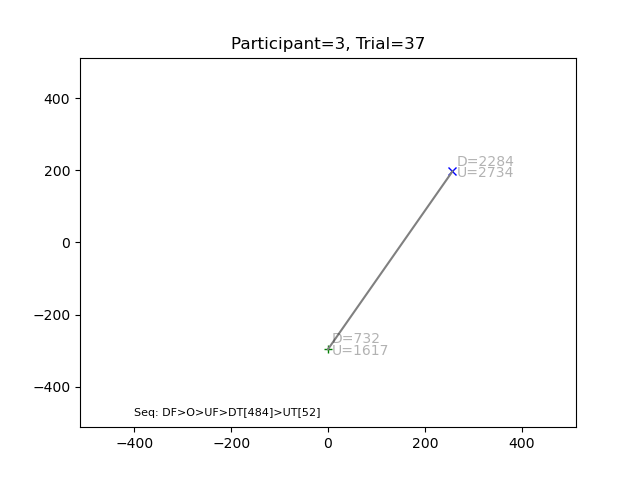 Participant=3, Trial=37
400
200
0
−200
−400
D=2284
U=2734
D=732
U=1617
Seq: DF>O>UF>DT[484]>UT[52]
−400
−200
0
200
400